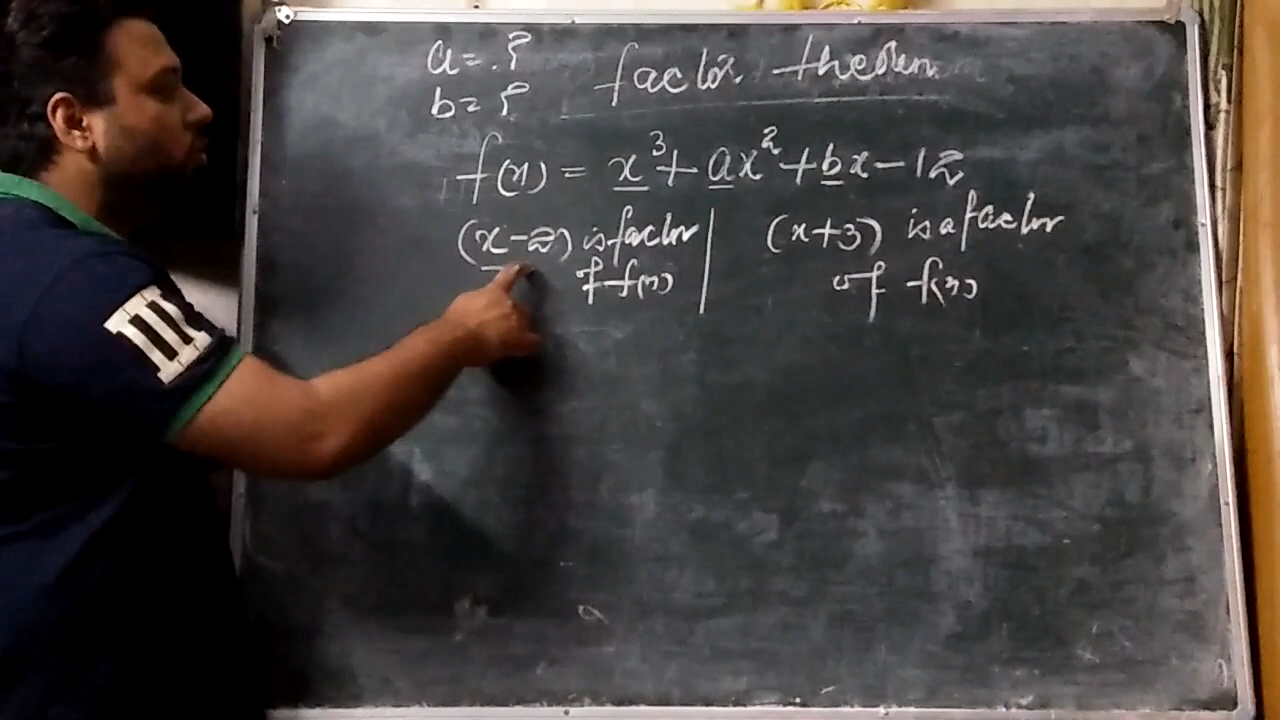 a = ?
b = ?
factor theorem
f(x) = x³ + ax² + bx - 12
(x-2) is factor of f(x)
(x+3) is a factor of f(x)